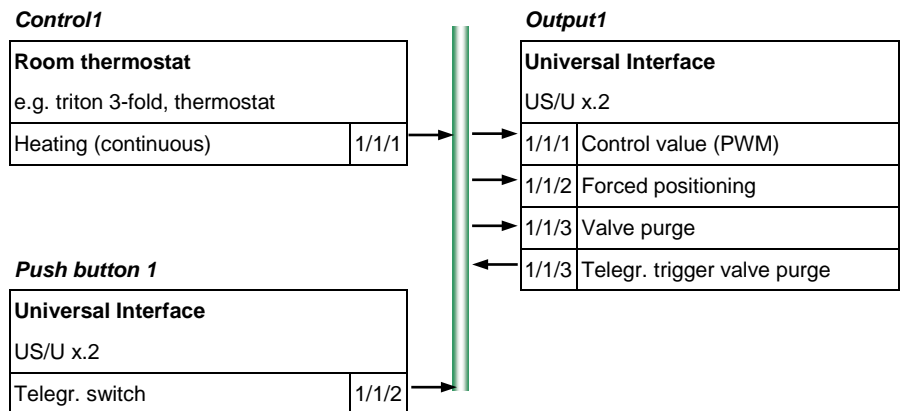 Control1
Room thermostat
e.g. triton 3-fold, thermostat
Heating (continuous) 1/1/1
Push button 1
Universal Interface
US/U x.2
Telegr. switch 1/1/2
Output1
Universal Interface
US/U x.2
1/1/1 Control value (PWM)
1/1/2 Forced positioning
1/1/3 Valve purge
1/1/3 Telegr. trigger valve purge